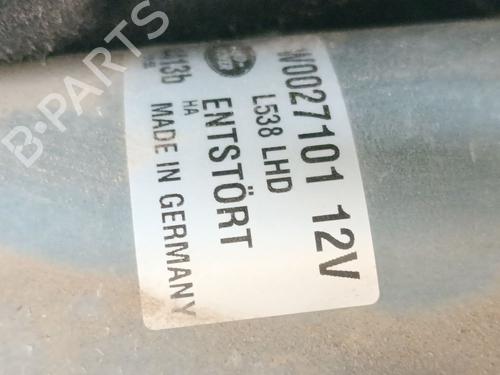 W0027101 12V
L538 LHD
ENTSTÖRT
HA
MADE IN GERMANY
B-PARTS